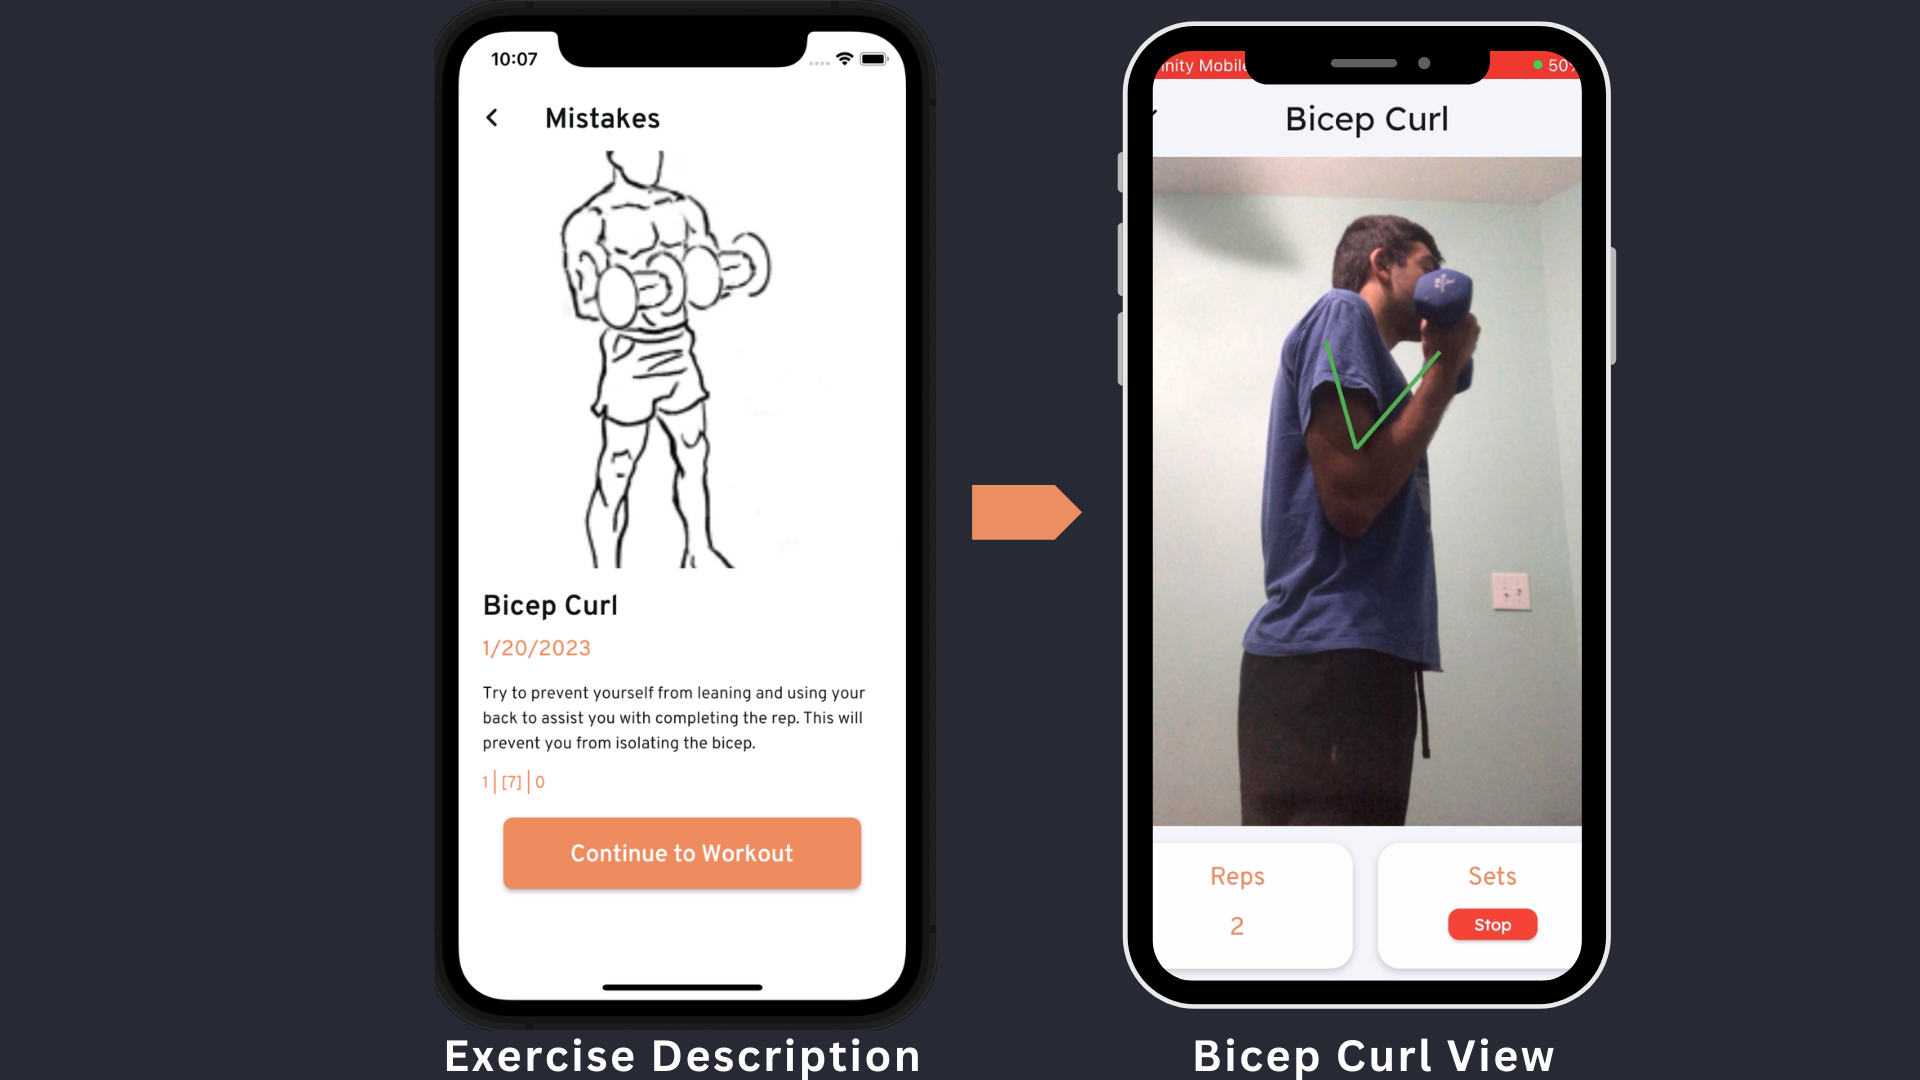 10:07
Mistakes
Bicep Curl
1/20/2023
Try to prevent yourself from leaning and using your
back to assist you with completing the rep. This will
prevent you from isolating the bicep.
1 | [7] | 0
Continue to Workout
Exercise Description
Mobile
50
Bicep Curl
Reps
2
Sets
Stop
Bicep Curl View